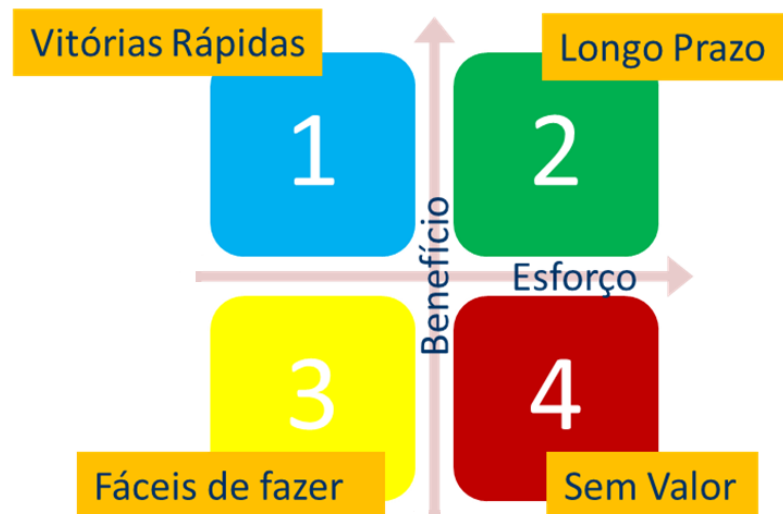 Vitórias Rápidas
Longo Prazo
1
2
Benefício
Esforço
3
4
Fáceis de fazer
Sem Valor